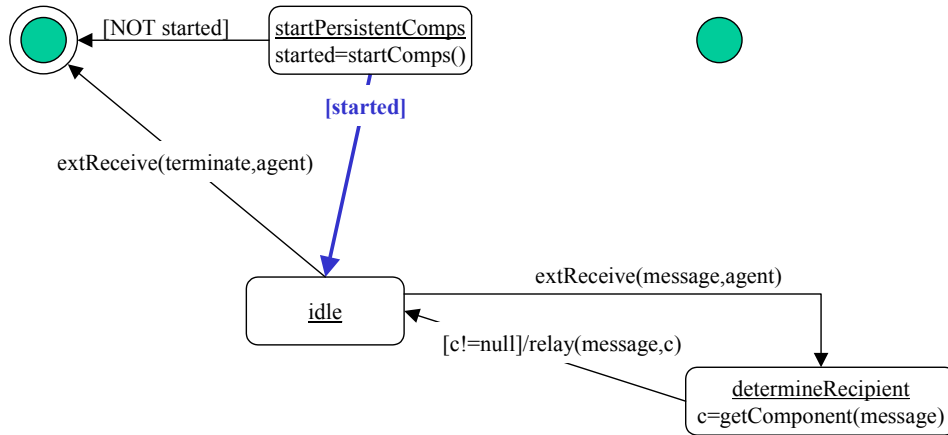 [NOT started]
startPersistentComps
started=startComps()
[started]
extReceive(terminate,agent)
extReceive(message,agent)
idle
[c!=null]/relay(message,c)
determineRecipient
c=getComponent(message)